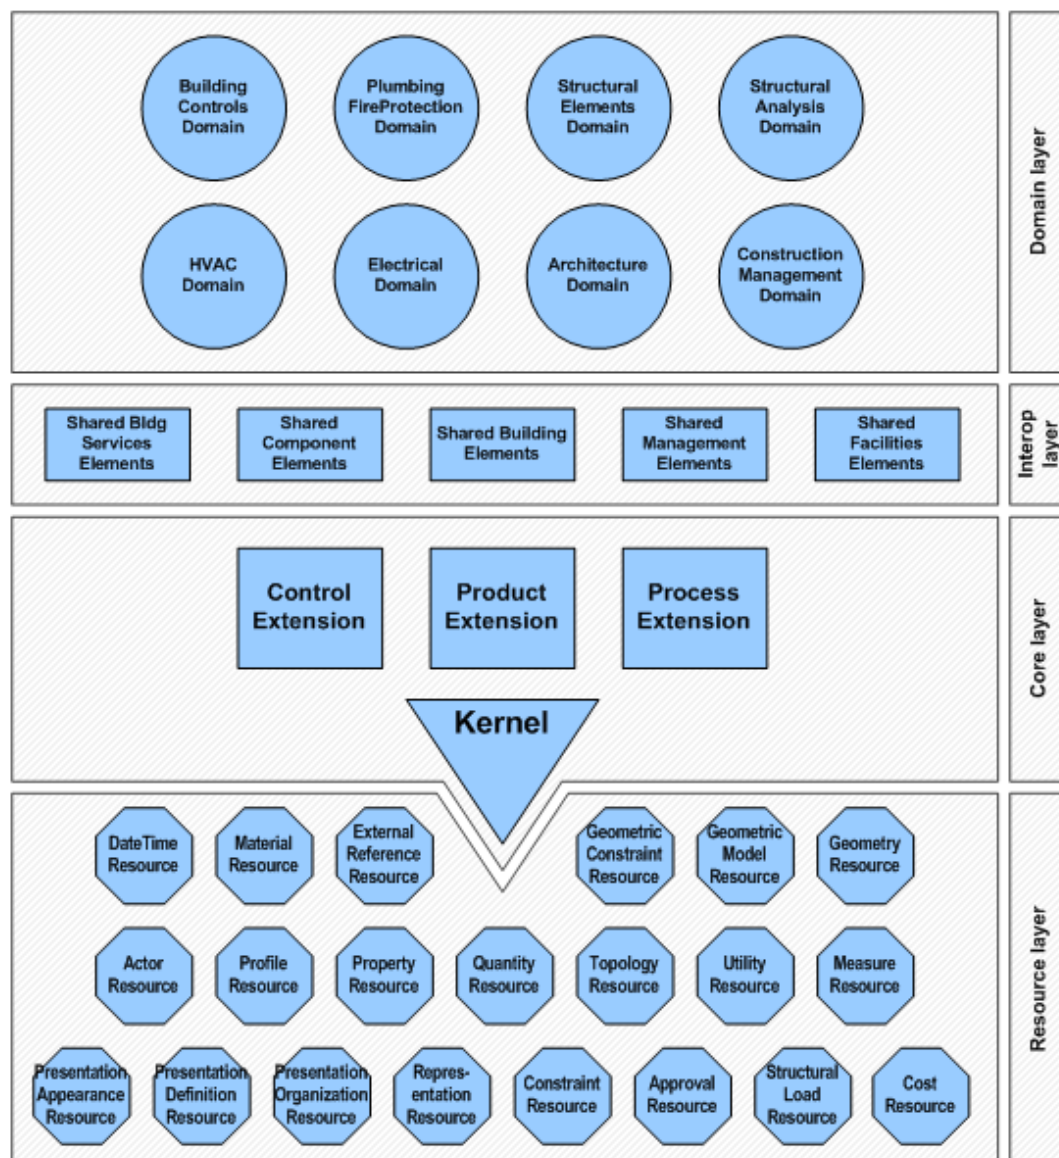 Building
Controls
Domain
Plumbing
FireProtection
Domain
Structural
Elements
Domain
Structural
Analysis
Domain
HVAC
Domain
Electrical
Domain
Architecture
Domain
Construction
Management
Domain
Domain layer
Shared Bldg
Services
Elements
Shared
Component
Elements
Shared Building
Elements
Shared
Management
Elements
Shared
Facilities
Elements
Interop
layer
Control
Extension
Product
Extension
Process
Extension
Kernel
Core layer
DateTime
Resource
Material
Resource
External
Reference
Resource
Geometric
Constraint
Resource
Geometric
Model
Resource
Geometry
Resource
Actor
Resource
Profile
Resource
Property
Resource
Quantity
Resource
Topology
Resource
Utility
Resource
Measure
Resource
Presentation
Appearance
Resource
Presentation
Definition
Resource
Presentation
Organization
Resource
Repres-
entation
Resource
Constraint
Resource
Approval
Resource
Structural
Load
Resource
Cost
Resource
Resource layer